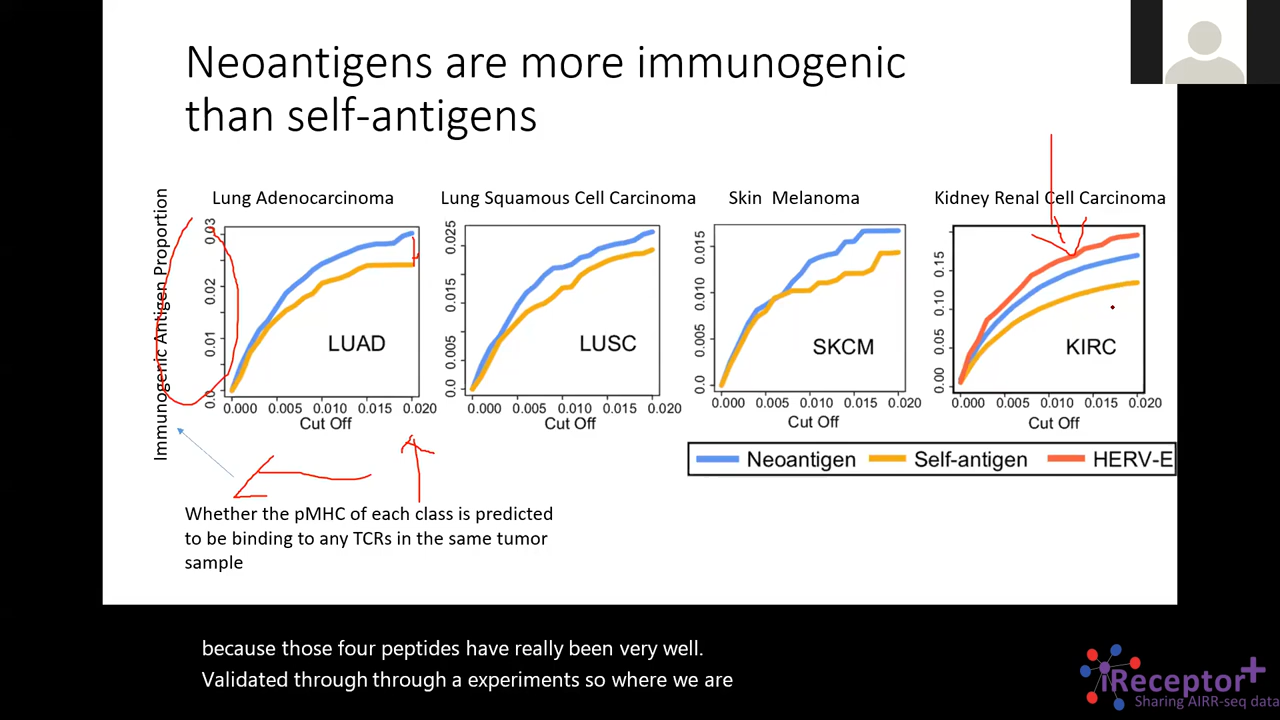 Neoantigens are more immunogenic
than self-antigens
Immunogenic Antigen Proportion
Lung Adenocarcinoma
0.03
0.02
0.01
LUAD
0.000 0.005 0.010 0.015 0.020
Cut Off
Lung Squamous Cell Carcinoma
0.025
0.015
0.005
0.0
LUSC
0.000 0.005 0.010 0.015 0.020
Cut Off
Skin Melanoma
0.015
0.010
0.005
0.0
SKCM
0.000 0.005 0.010 0.015 0.020
Cut Off
Kidney Renal Cell Carcinoma
0.15
0.10
0.05
0.00
KIRC
0.000 0.005 0.010 0.015 0.020
Cut Off
Neoantigen Self-antigen HERV-E
Whether the pMHC of each class is predicted
to be binding to any TCRs in the same tumor
sample
because those four peptides have really been very well.
Validated through through a experiments so where we are
iReceptor+
Sharing AIRR-seq data